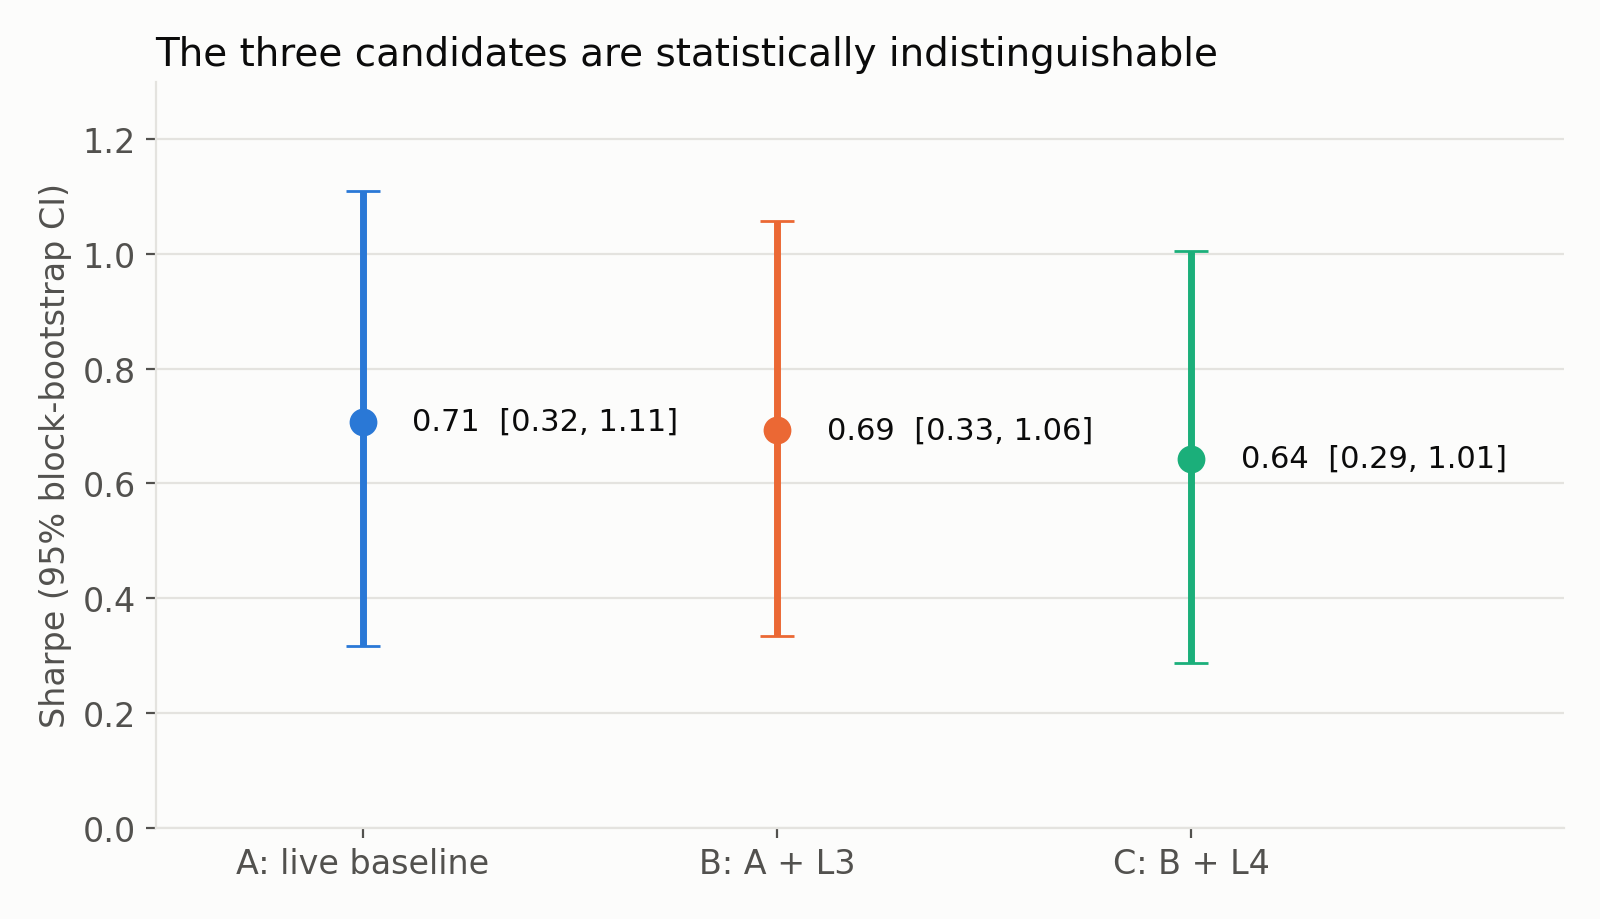 The three candidates are statistically indistinguishable
Sharpe (95% block-bootstrap CI)
1.2
1.0
0.8
0.6
0.4
0.2
0.0
0.71 [0.32, 1.11]
0.69 [0.33, 1.06]
0.64 [0.29, 1.01]
A: live baseline
B: A + L3
C: B + L4